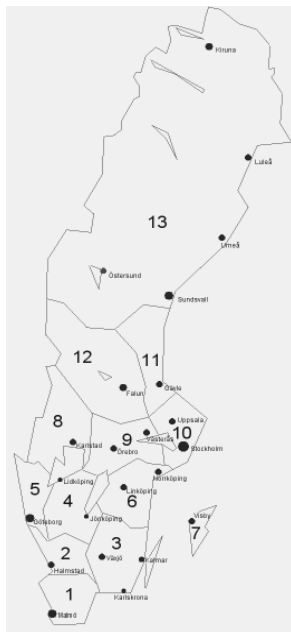 Kiruna
Luleå
13
Umeå
Östersund
Sundsvall
12
11
Falun
Gävle
8
Uppsala
10
9
Västerås
Karlstad
Örebro
Stockholm
Norrköping
Lidköping
5
4
Linköping
6
Göteborg
Jönköping
Visby
7
2
3
Växjö
Kalmar
Halmstad
Karlskrona
1
Malmö